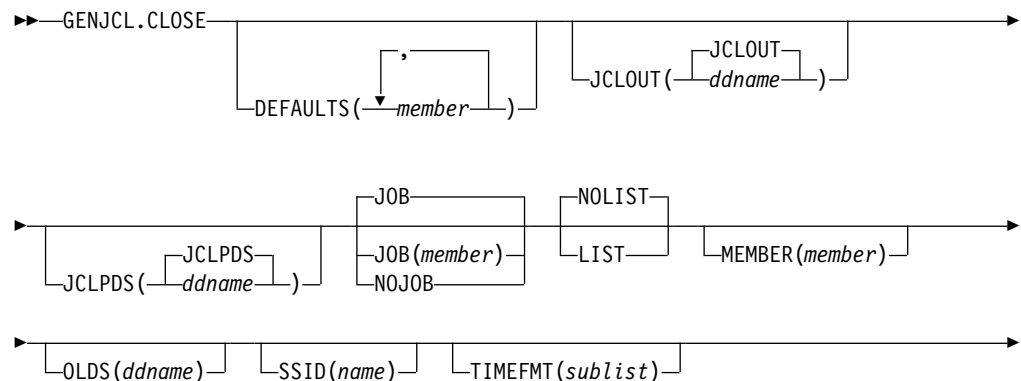 GENJCL.CLOSE
DEFAULTS( member )
,
JCLOUT( JCLOUT )
ddname
JCLPDS( JCLPDS )
ddname
JOB
JOB(member)
NOJOB
NOLIST
LIST
MEMBER(member)
OLDS(ddname)
SSID(name)
TIMEFMT(sublist)